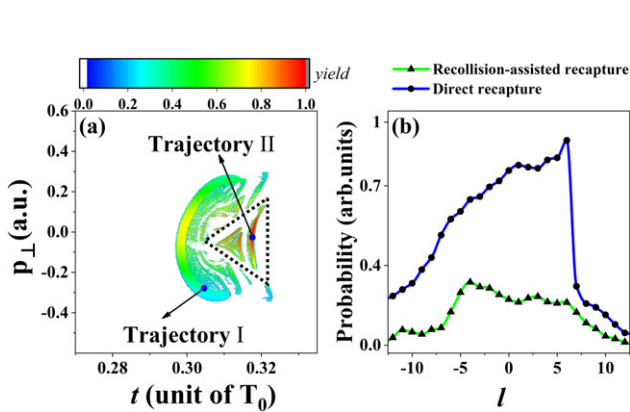 0.0 0.2 0.4 0.6 0.8 1.0 yield
Recollision-assisted recapture
Direct recapture
(a)
Trajectory II
Trajectory I
0.6
0.4
0.2
0.0
-0.2
-0.4
p⊥(a.u.)
0.28 0.30 0.32
t (unit of T₀)
(b)
1
0.7
0.4
0.0
Probability (arb.units)
-10 -5 0 5 10
l